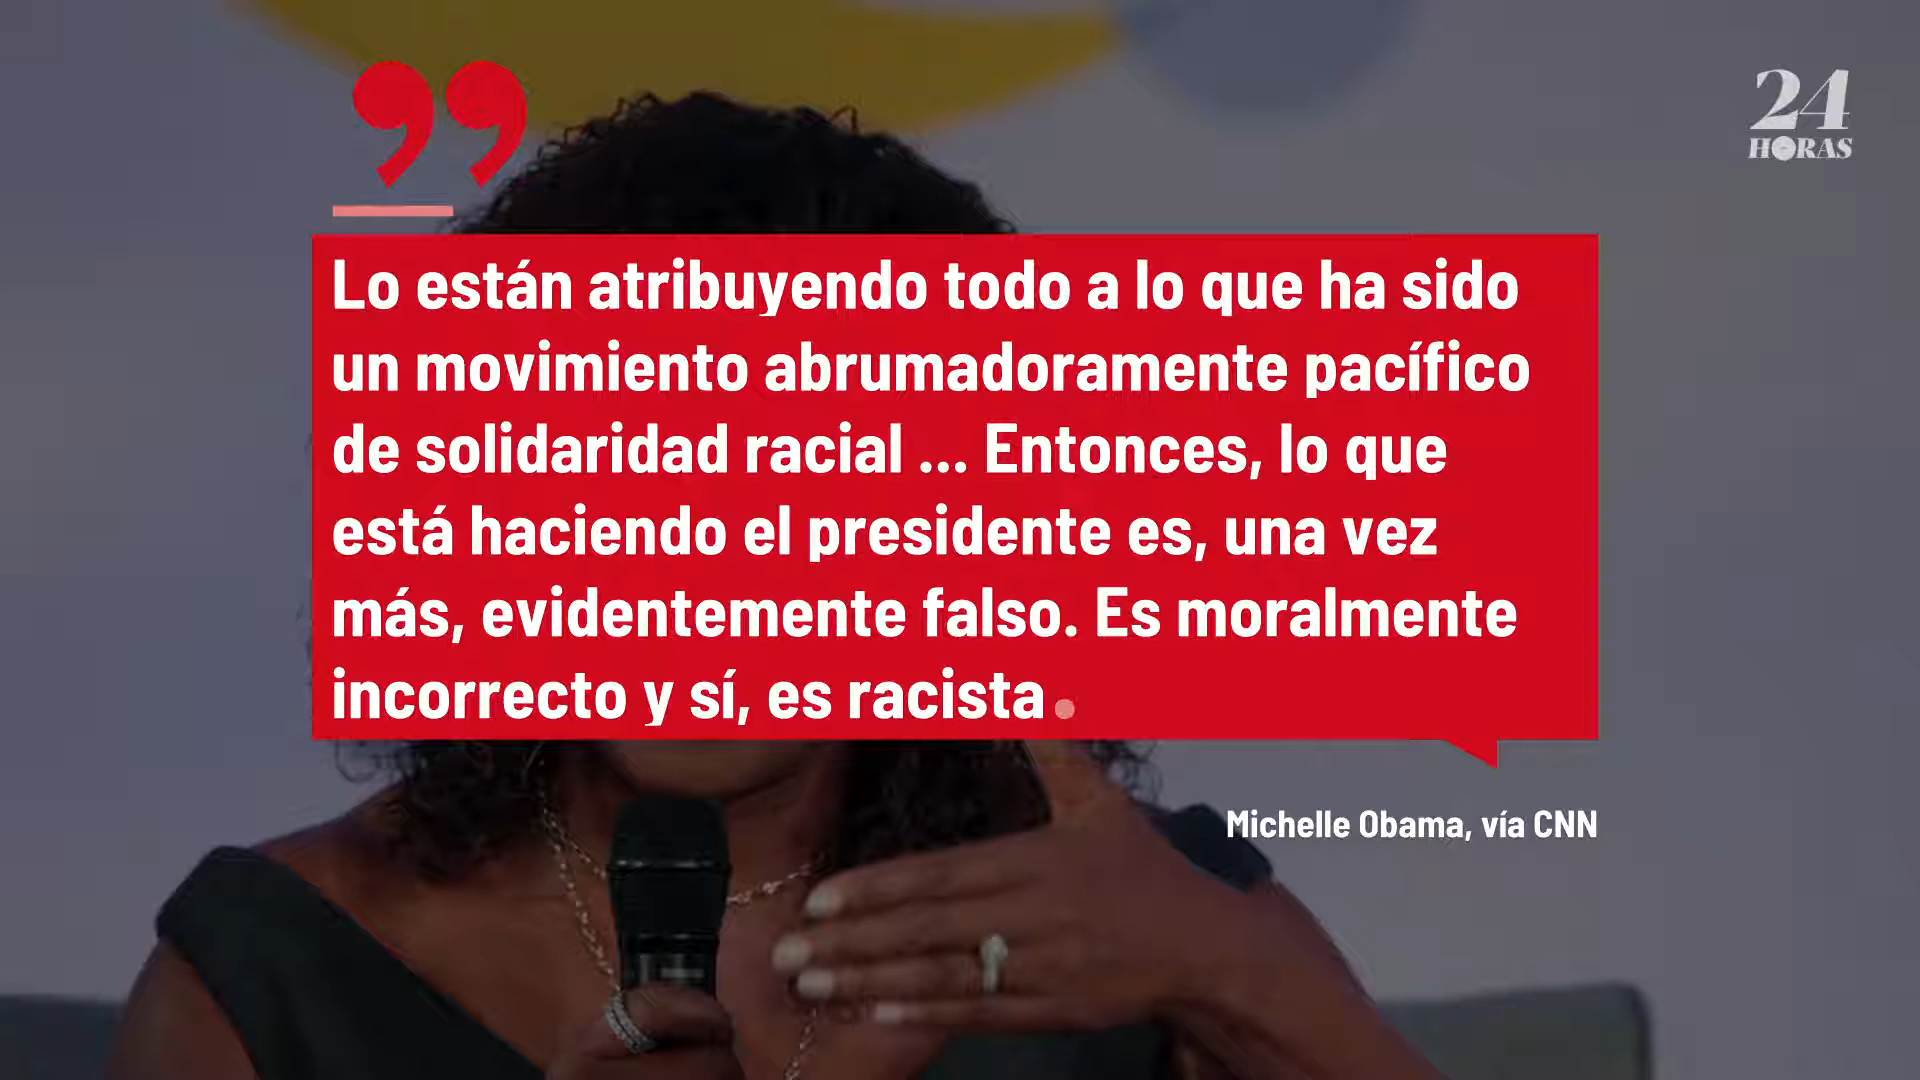 24
HORAS
Lo están atribuyendo todo a lo que ha sido
un movimiento abrumadoramente pacífico
de solidaridad racial ... Entonces, lo que
está haciendo el presidente es, una vez
más, evidentemente falso. Es moralmente
incorrecto y sí, es racista.
Michelle Obama, vía CNN